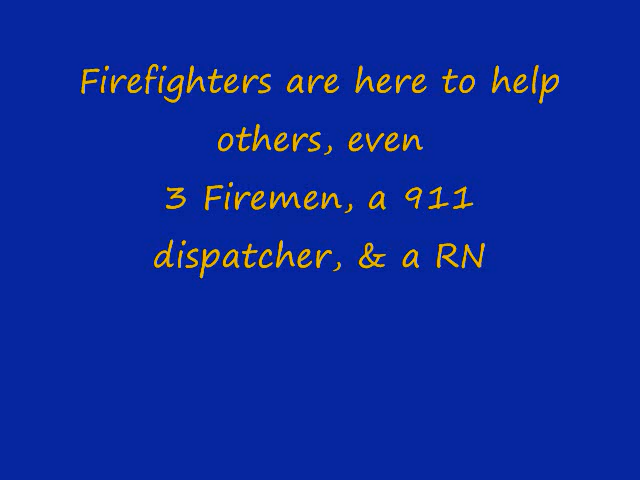 Firefighters are here to help
others, even
3 Firemen, a 911
dispatcher, & a RN